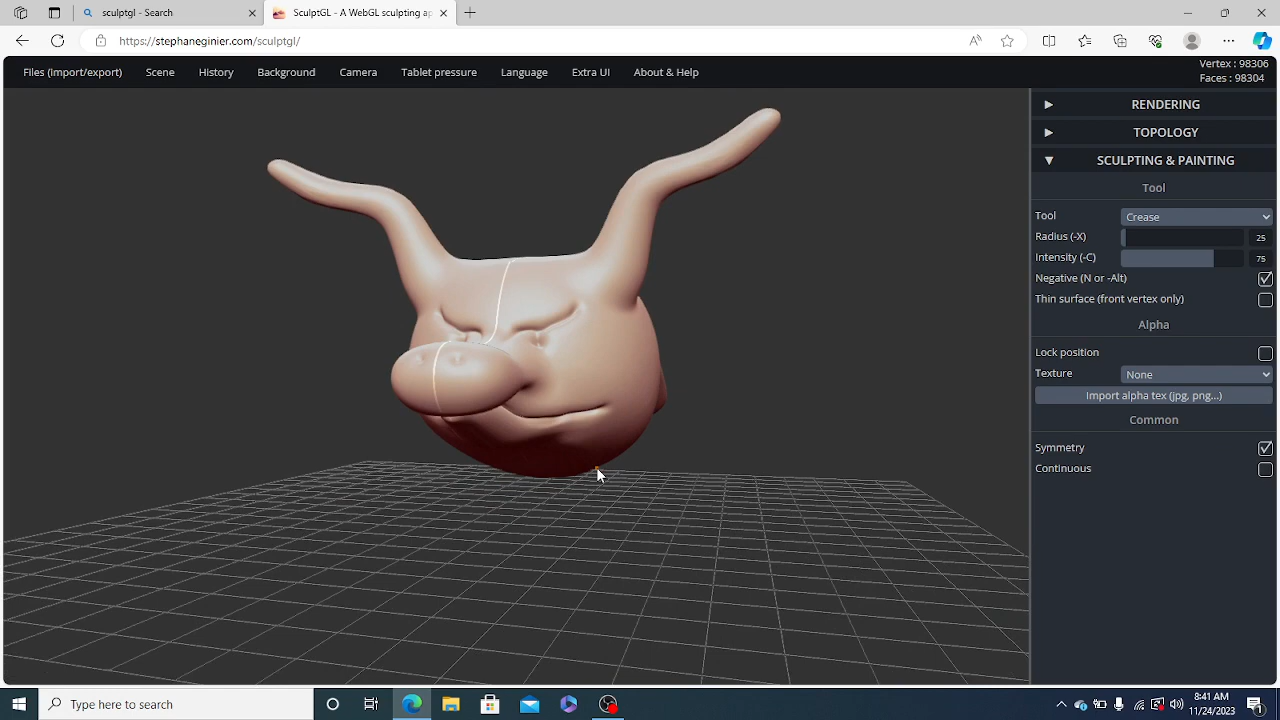 sculptgl - Search
SculptGL - A WebGL sculpting ap
https://stephaneginier.com/sculptgl/
Files (import/export) Scene History Background Camera Tablet pressure Language Extra UI About & Help
Vertex : 98306
Faces : 98304
RENDERING
TOPOLOGY
SCULPTING & PAINTING
Tool
Tool Crease
Radius (-X) 25
Intensity (-C) 75
Negative (N or -Alt)
Thin surface (front vertex only)
Alpha
Lock position
Texture None
Import alpha tex (jpg, png...)
Common
Symmetry
Continuous
Type here to search
8:41 AM
11/24/2023